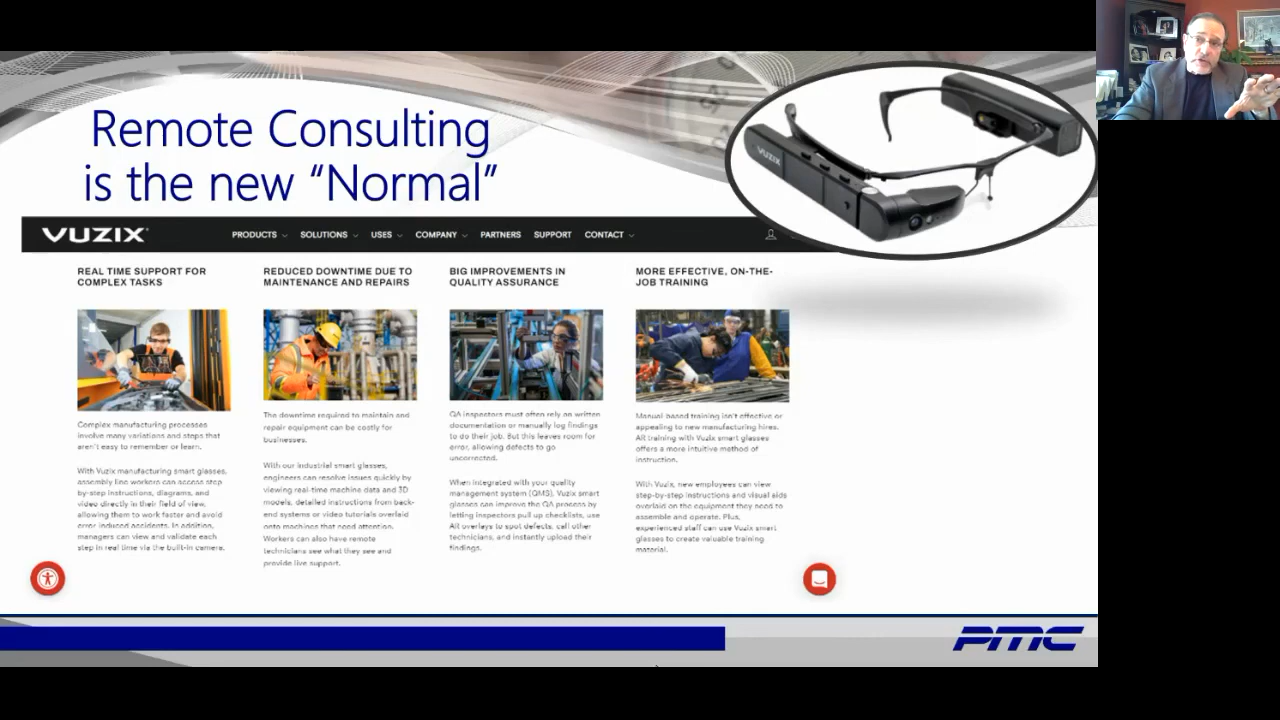 Remote Consulting
is the new “Normal”
VUZIX
VUZIX
PRODUCTS SOLUTIONS USES COMPANY PARTNERS SUPPORT CONTACT
REAL TIME SUPPORT FOR
COMPLEX TASKS
Complex manufacturing processes
involve many variations and steps that
aren't easy to remember or learn.
With Vuzix manufacturing smart glasses,
assembly line workers can access step
by-step instructions, diagrams, and
video directly in their field of view,
allowing them to work faster and avoid
error induced accidents. In addition,
managers can view and validate each
step in real time via the built-in camera.
REDUCED DOWNTIME DUE TO
MAINTENANCE AND REPAIRS
The downtime required to maintain and
repair equipment can be costly for
businesses.
With our industrial smart glasses,
engineers can resolve issues quickly by
viewing real-time machine data and 3D
models, detailed instructions from back-
end systems or video tutorials overlaid
onto machines that need attention.
Workers can also have remote
technicians see what they see and
provide live support.
BIG IMPROVEMENTS IN
QUALITY ASSURANCE
QA inspectors must often rely on written
documentation or manually log findings
to do their job. But this leaves room for
error, allowing defects to go
uncorrected.
When integrated with your quality
management system (QMS), Vuzix smart
glasses can improve the QA process by
letting inspectors pull up checklists, use
AR overlays to spot defects, call other
technicians, and instantly upload their
findings.
MORE EFFECTIVE, ON-THE-
JOB TRAINING
Manual-based training isn't effective or
appealing to new manufacturing hires.
AR training with Vuzix smart glasses
offers a more intuitive method of
instruction.
With Vuzix, new employees can view
step-by-step instructions and visual aids
overlaid on the equipment they need to
assemble and operate. Plus,
experienced staff can use Vuzix smart
glasses to create valuable training
material.
PMC